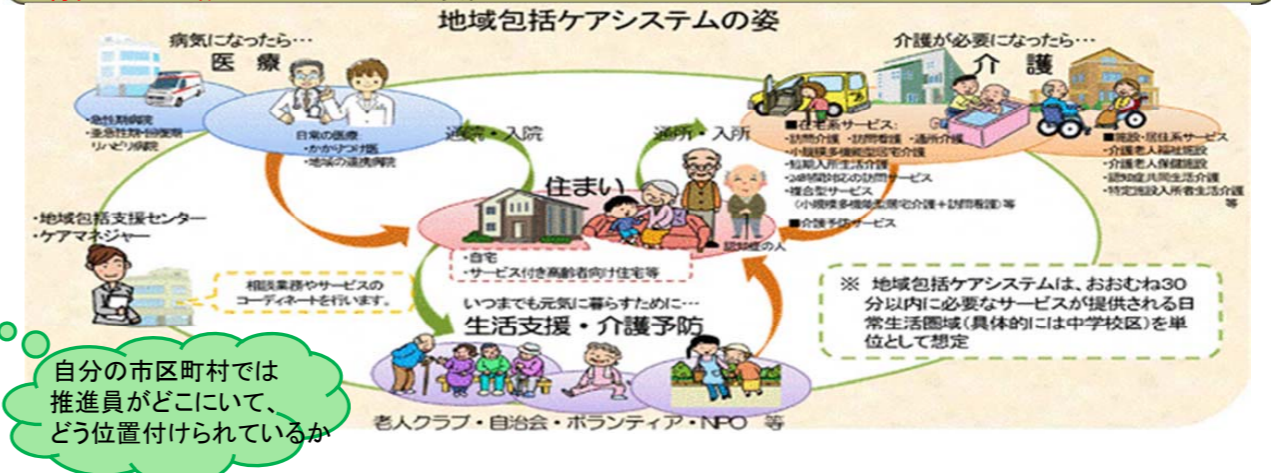 地域包括ケアシステムの姿
病気になったら…
医 療
介護が必要になったら…
介 護
・急性期病院
・亜急性期・回復期
リハビリ病院
日常の医療
・かかりつけ医
・地域の連携病院
通院・入院
通所・入所
■在宅系サービス:
・訪問介護 ・訪問看護 ・通所介護
・小規模多機能型居宅介護
・短期入所生活介護
・24時間対応の訪問サービス
・複合型サービス
(小規模多機能型居宅介護+訪問看護)等
■介護予防サービス
■施設・居住系サービス
・介護老人福祉施設
・介護老人保健施設
・認知症共同生活介護
・特定施設入所者生活介護
等
住まい
認知症の人
・自宅
・サービス付き高齢者向け住宅等
・地域包括支援センター
・ケアマネジャー
相談業務やサービスの
コーディネートを行います。
いつまでも元気に暮らすために…
生活支援・介護予防
老人クラブ・自治会・ボランティア・NPO 等
※ 地域包括ケアシステムは、おおむね30
分以内に必要なサービスが提供される日
常生活圏域(具体的には中学校区)を単
位として想定
自分の市区町村では
推進員がどこにいて、
どう位置付けられているか